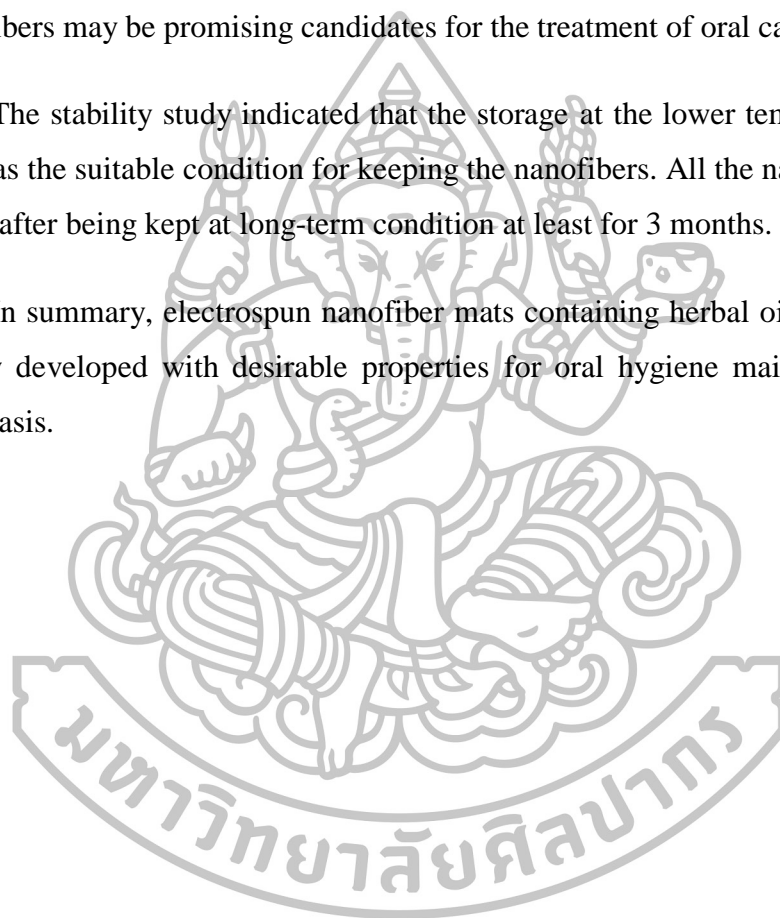 bers may be promising candidates for the treatment of oral ca
The stability study indicated that the storage at the lower ten
as the suitable condition for keeping the nanofibers. All the na
after being kept at long-term condition at least for 3 months.
n summary, electrospun nanofiber mats containing herbal oi
developed with desirable properties for oral hygiene mai
asis.
มหาวิทยาลัยศิลปากร